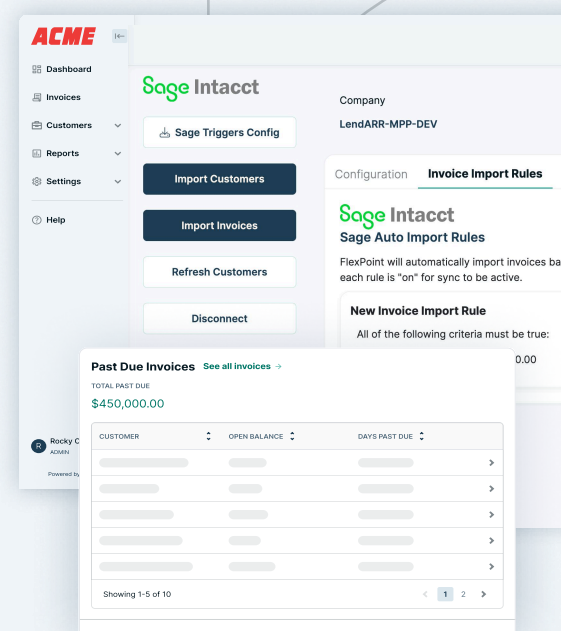 ACME
Dashboard
Invoices
Customers
Reports
Settings
Help
Rocky
ADMIN
Powered by
Sage Intacct
Sage Triggers Config
Import Customers
Import Invoices
Refresh Customers
Disconnect
Company
LendARR-MPP-DEV
Configuration Invoice Import Rules
Sage Intacct
Sage Auto Import Rules
FlexPoint will automatically import invoices
each rule is "on" for sync to be active.
New Invoice Import Rule
All of the following criteria must be true:
0.00
Past Due Invoices See all invoices →
TOTAL PAST DUE
$450,000.00
CUSTOMER OPEN BALANCE DAYS PAST DUE
Showing 1-5 of 10 < 1 2 >
R